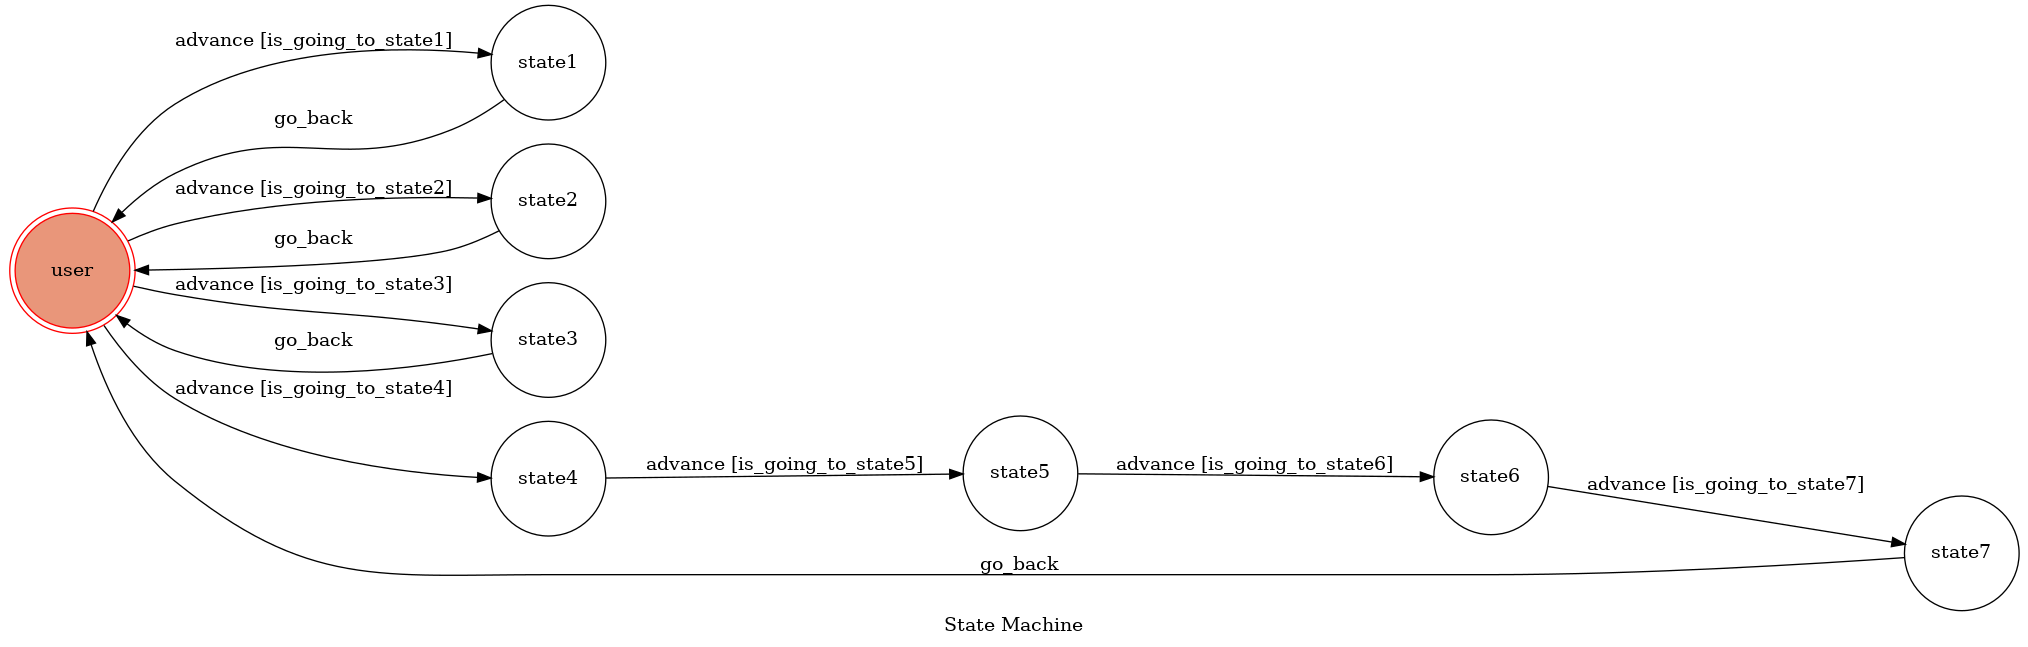 advance [is_going_to_state1]
state1
go_back
advance [is_going_to_state2]
state2
go_back
user
advance [is_going_to_state3]
state3
go_back
advance [is_going_to_state4]
state4
advance [is_going_to_state5]
state5
advance [is_going_to_state6]
state6
advance [is_going_to_state7]
state7
go_back
State Machine